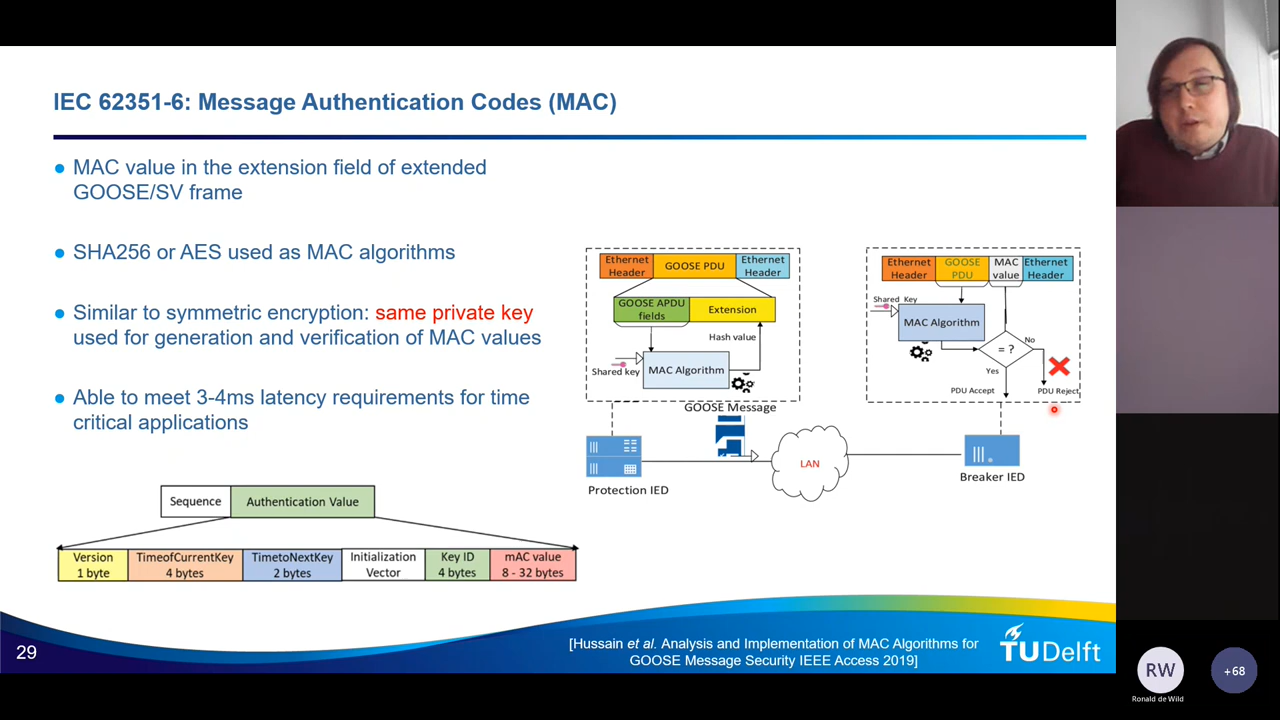 IEC 62351-6: Message Authentication Codes (MAC)
MAC value in the extension field of extended
GOOSE/SV frame
SHA256 or AES used as MAC algorithms
Similar to symmetric encryption: same private key
used for generation and verification of MAC values
Able to meet 3-4ms latency requirements for time
critical applications
Ethernet Header
GOOSE PDU
Ethernet Header
GOOSE APDU fields
Extension
Hash value
Shared key
MAC Algorithm
GOOSE Message
Protection IED
LAN
Ethernet Header
GOOSE PDU
MAC value
Ethernet Header
Shared Key
MAC Algorithm
= ?
No
Yes
PDU Accept
PDU Reject
Breaker IED
Sequence
Authentication Value
Version
1 byte
TimeofCurrentKey
4 bytes
TimetoNextKey
2 bytes
Initialization
Vector
Key ID
4 bytes
mAC value
8 - 32 bytes
29
[Hussain et al. Analysis and Implementation of MAC Algorithms for
GOOSE Message Security IEEE Access 2019]
TUDelft
RW
Ronald de Wild
+68